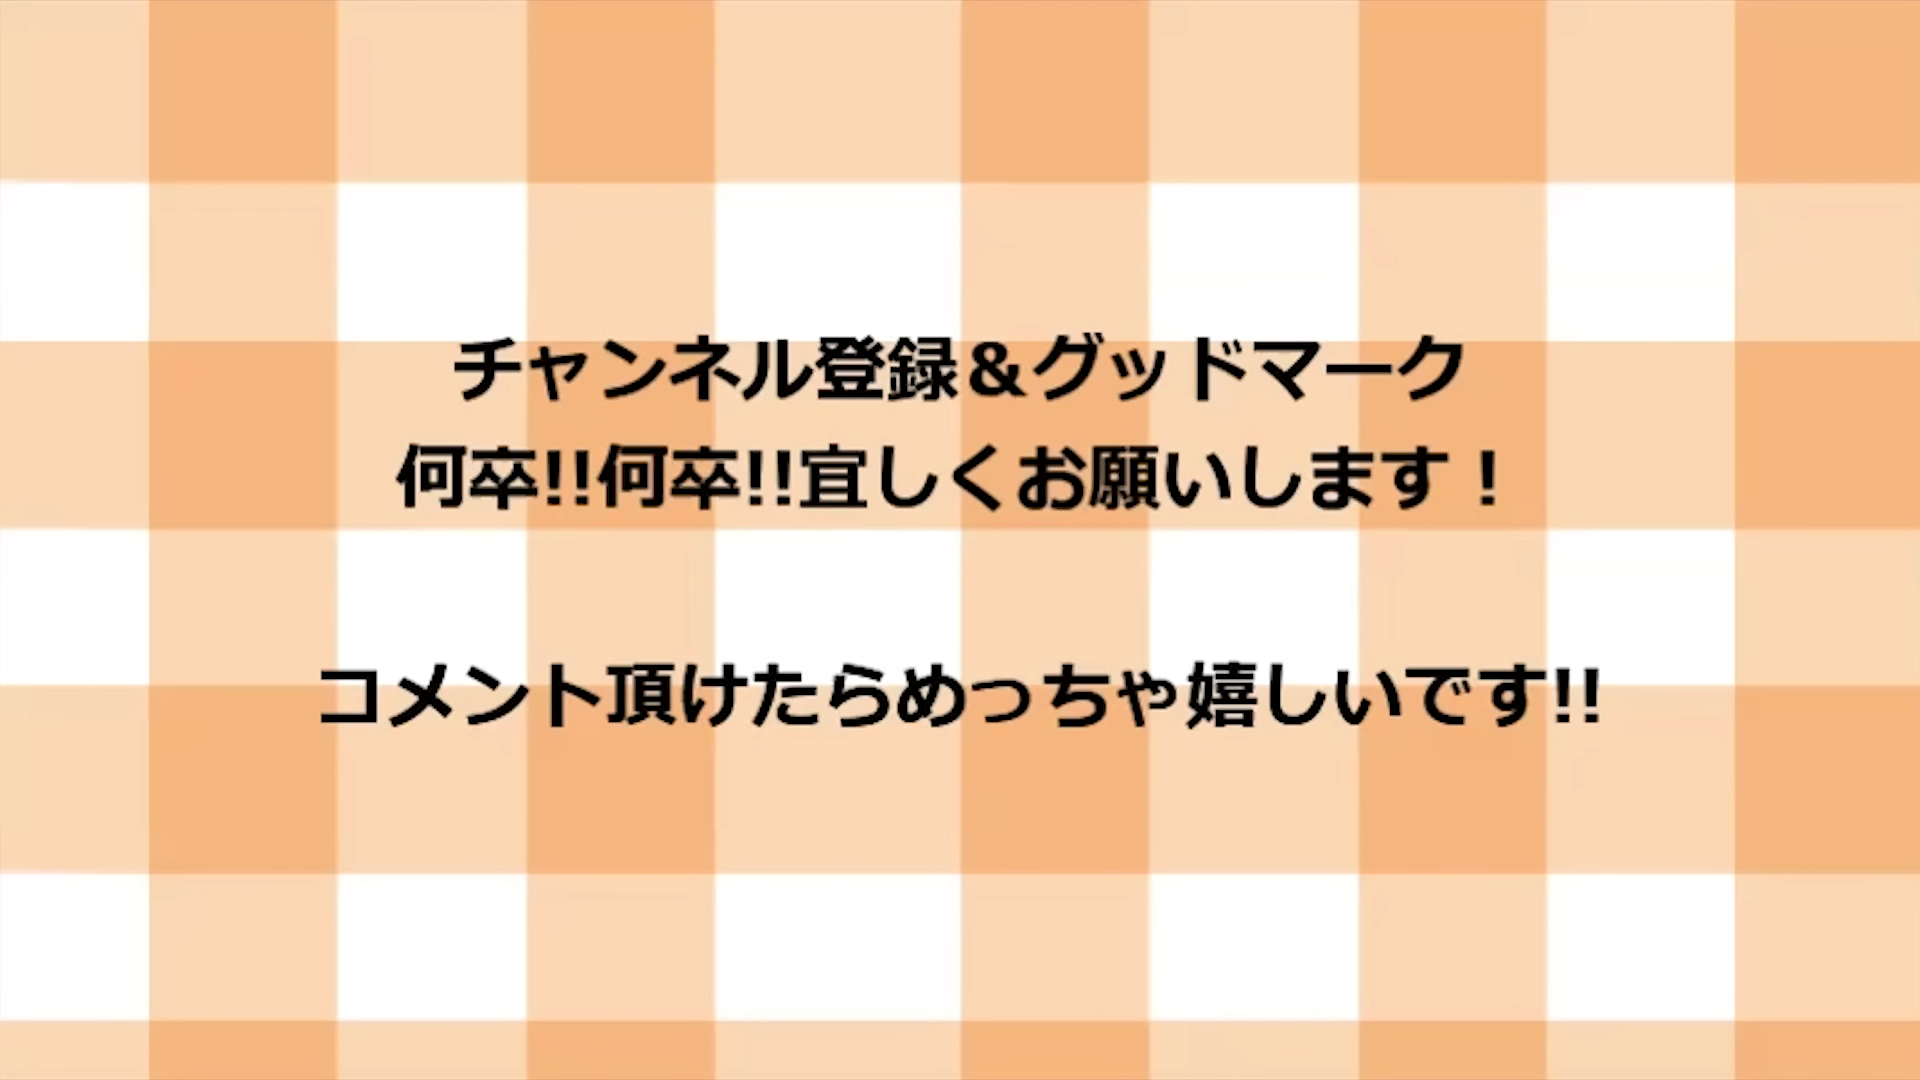 チャンネル登録＆グッドマーク
何卒!!何卒!!宜しくお願いします！
コメント頂けたらめっちゃ嬉しいです!!